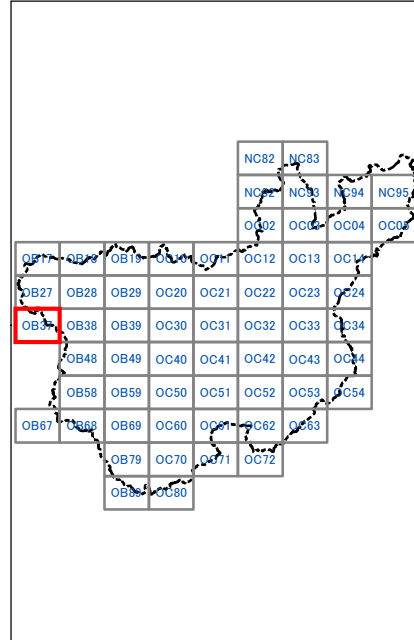 NC82 NC83
NC92 NC93 NC94 NC95
OC02 OC03 OC04 OC05
OB17 OB18 OB19 OC10 OC11 OC12 OC13 OC14
OB27 OB28 OB29 OC20 OC21 OC22 OC23 OC24
OB37 OB38 OB39 OC30 OC31 OC32 OC33 OC34
OB48 OB49 OC40 OC41 OC42 OC43 OC44
OB58 OB59 OC50 OC51 OC52 OC53 OC54
OB67 OB68 OB69 OC60 OC61 OC62 OC63
OB79 OC70 OC71 OC72
OB89 OC80